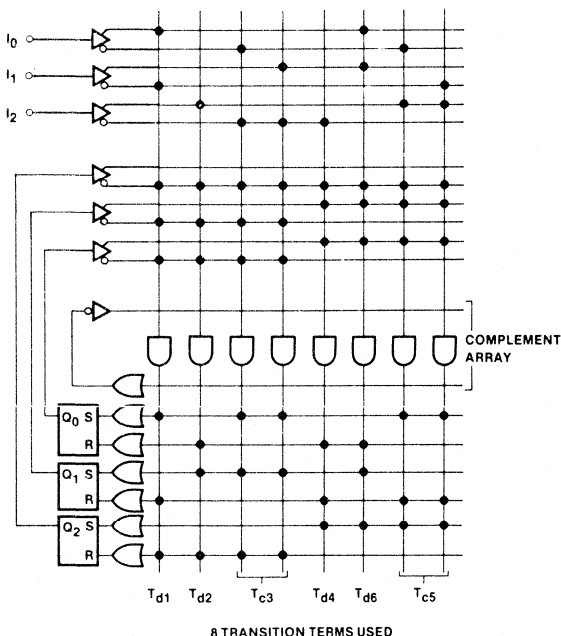 I0
I1
I2
COMPLEMENT
ARRAY
Q0 S
R
Q1 S
R
Q2 S
R
Td1 Td2 Tc3 Td4 Td6 Tc5
8 TRANSITION TERMS USED